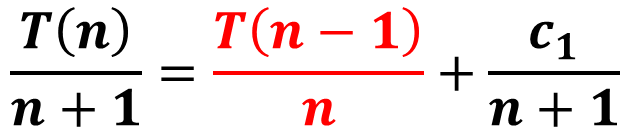 T(n)/(n + 1) = T(n − 1)/n + c₁/(n + 1)